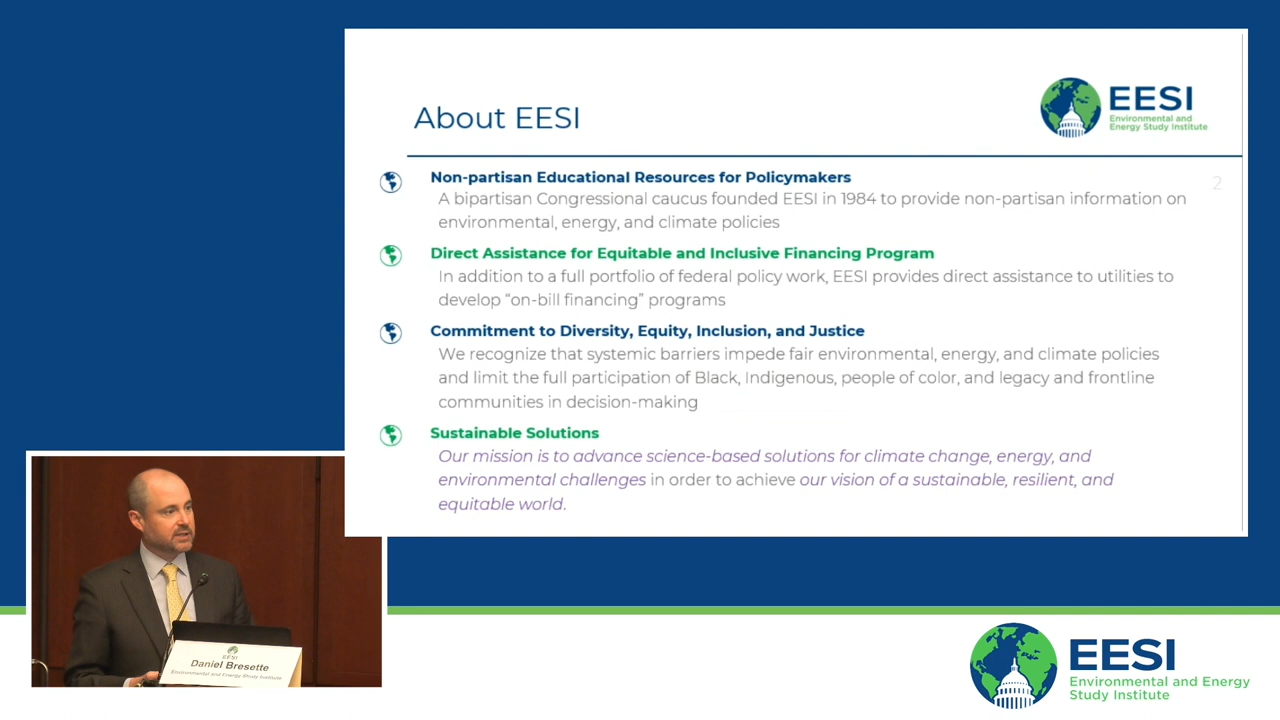 About EESI
EESI
Environmental and
Energy Study Institute
2
Non-partisan Educational Resources for Policymakers
A bipartisan Congressional caucus founded EESI in 1984 to provide non-partisan information on
environmental, energy, and climate policies
Direct Assistance for Equitable and Inclusive Financing Program
In addition to a full portfolio of federal policy work, EESI provides direct assistance to utilities to
develop “on-bill financing” programs
Commitment to Diversity, Equity, Inclusion, and Justice
We recognize that systemic barriers impede fair environmental, energy, and climate policies
and limit the full participation of Black, Indigenous, people of color, and legacy and frontline
communities in decision-making
Sustainable Solutions
Our mission is to advance science-based solutions for climate change, energy, and
environmental challenges in order to achieve our vision of a sustainable, resilient, and
equitable world.
EESI
Daniel Bresette
Environmental and Energy Study Institute
EESI
Environmental and Energy
Study Institute